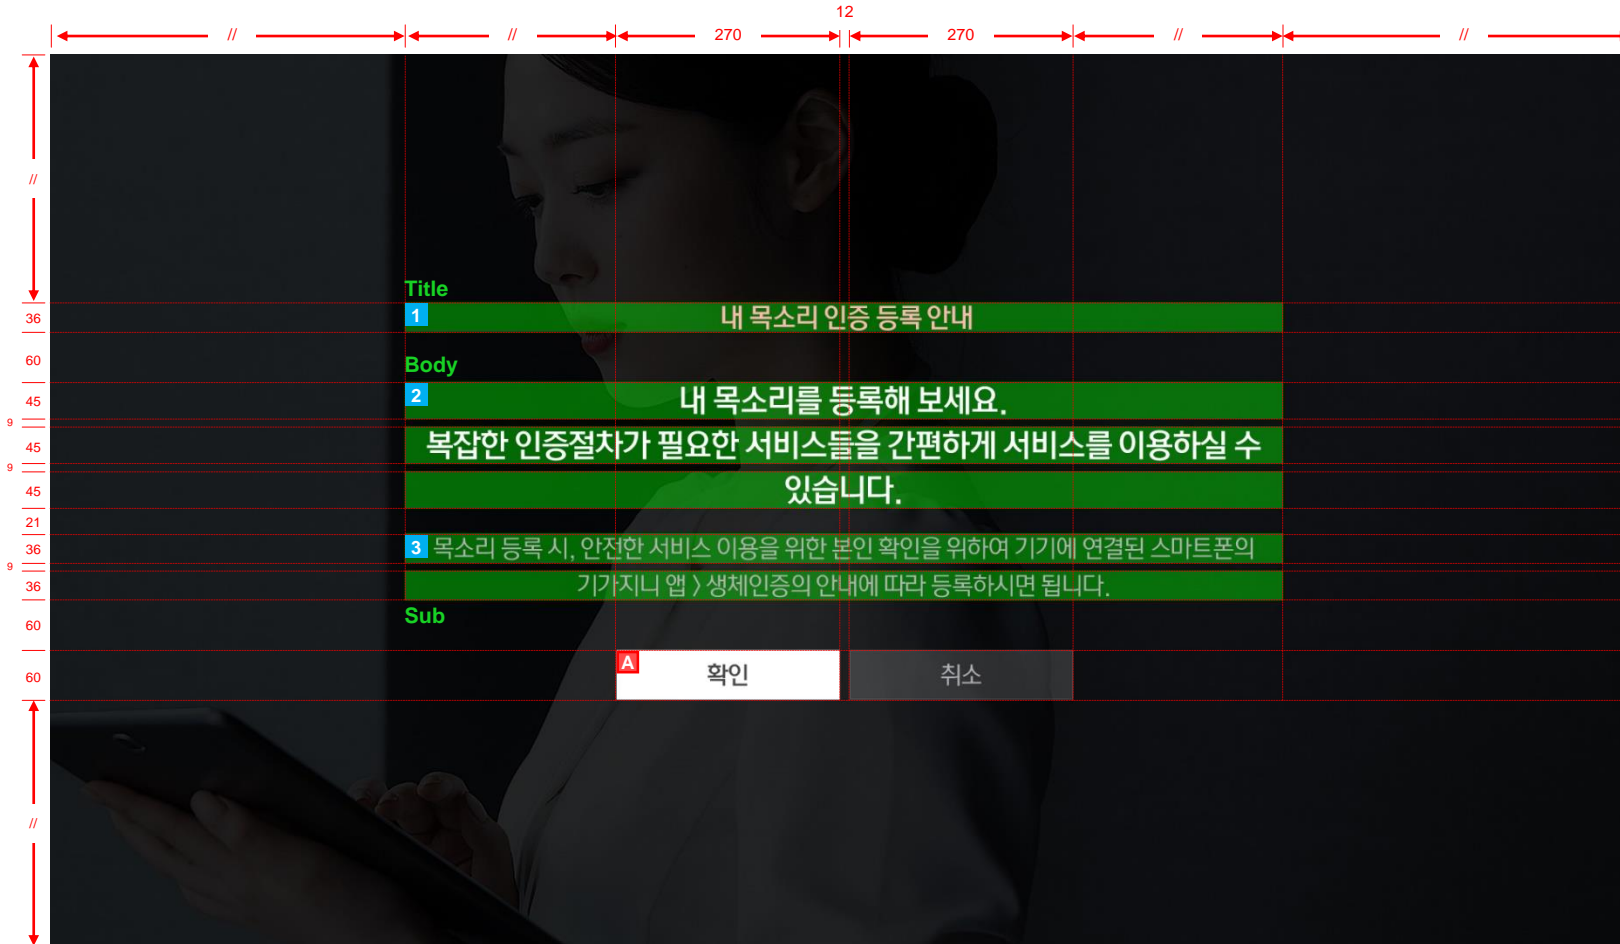 12
// // 270 270 // //
//
Title
36
1 내 목소리 인증 등록 안내
60
Body
45
2 내 목소리를 등록해 보세요.
9
45
복잡한 인증절차가 필요한 서비스들을 간편하게 서비스를 이용하실 수
9
45
있습니다.
21
36
3 목소리 등록 시, 안전한 서비스 이용을 위한 본인 확인을 위하여 기기에 연결된 스마트폰의
9
36
기가지니 앱 > 생체인증의 안내에 따라 등록하시면 됩니다.
Sub
60
60
A 확인 취소
//